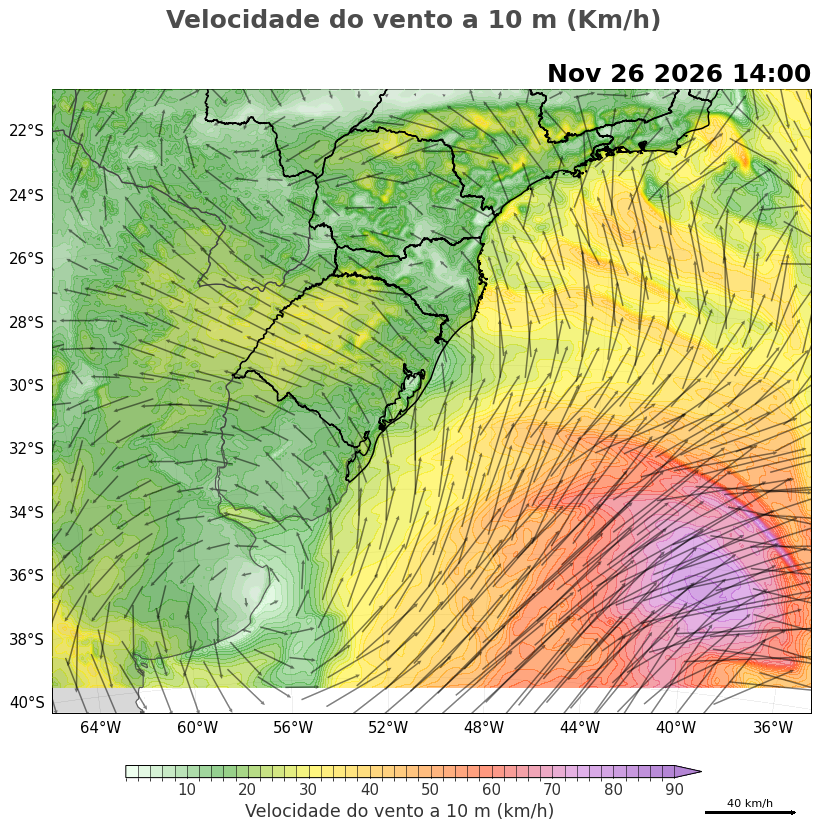 Velocidade do vento a 10 m (Km/h)
Nov 26 2026 14:00
22°S
24°S
26°S
28°S
30°S
32°S
34°S
36°S
38°S
40°S
64°W 60°W 56°W 52°W 48°W 44°W 40°W 36°W
10 20 30 40 50 60 70 80 90
Velocidade do vento a 10 m (km/h)
40 km/h